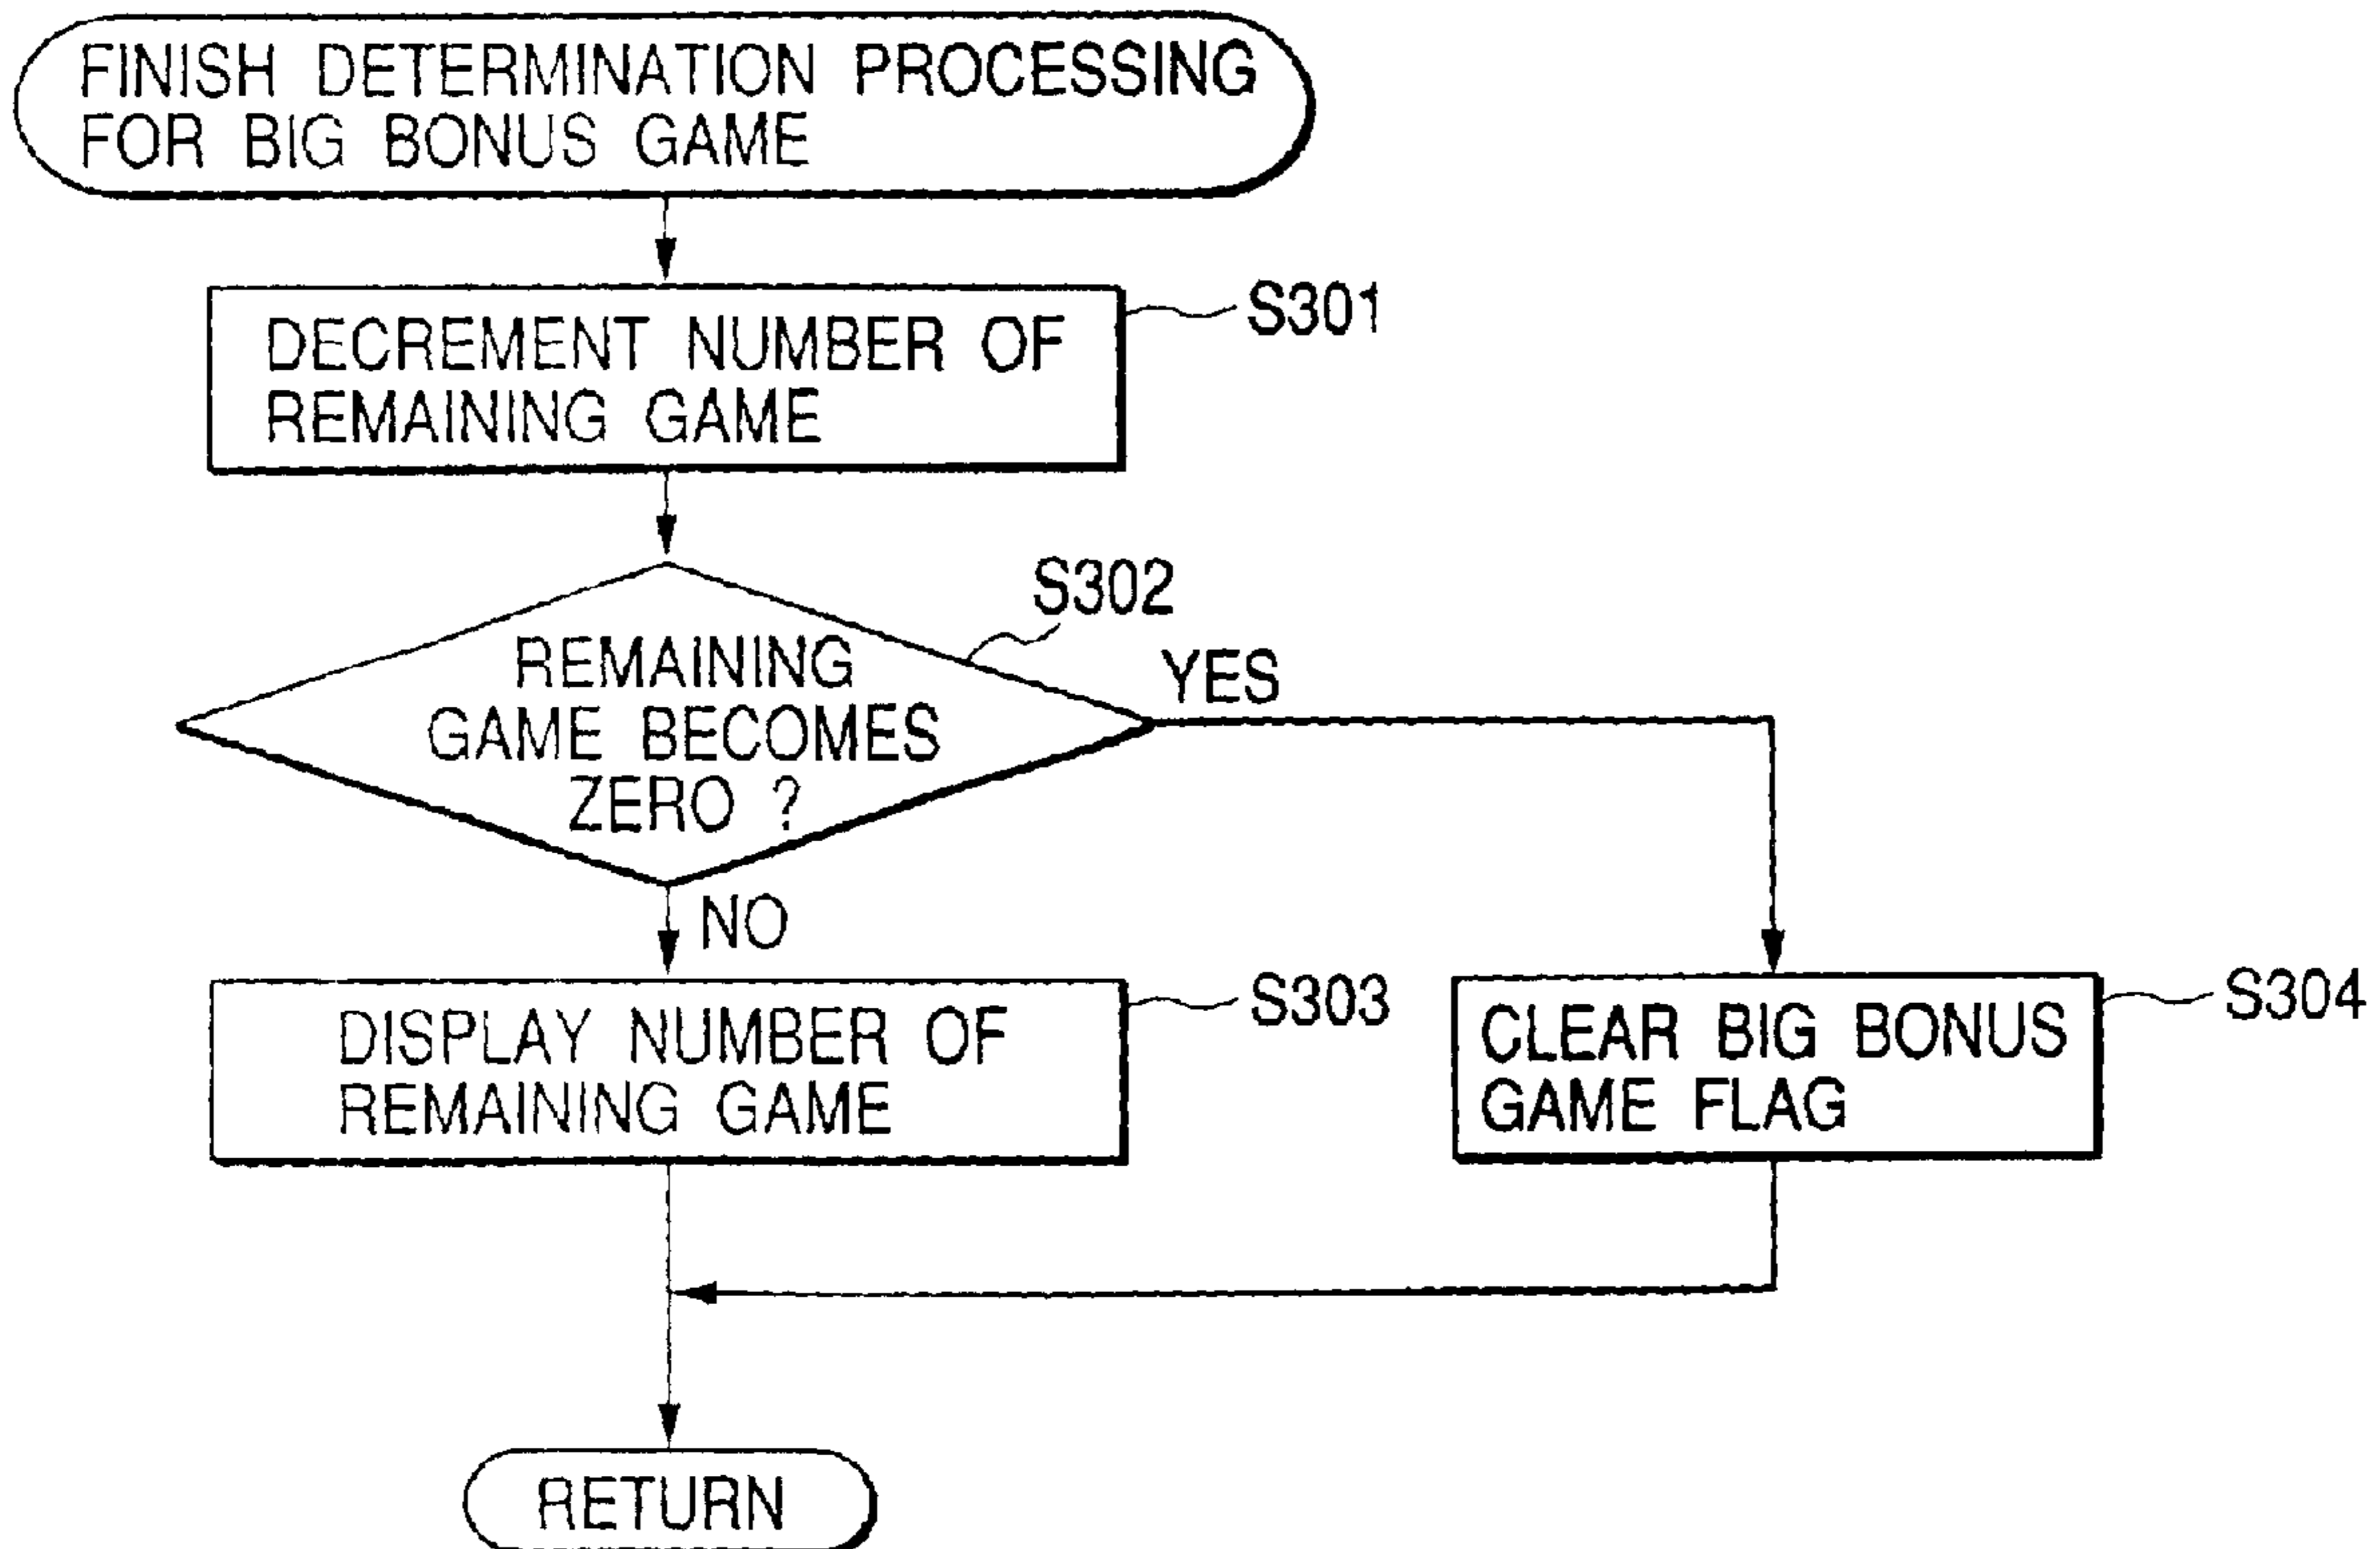 FINISH DETERMINATION PROCESSING
FOR BIG BONUS GAME
S301
DECREMENT NUMBER OF
REMAINING GAME
S302
REMAINING
GAME BECOMES
ZERO ?
YES
NO
S303
DISPLAY NUMBER OF
REMAINING GAME
S304
CLEAR BIG BONUS
GAME FLAG
RETURN